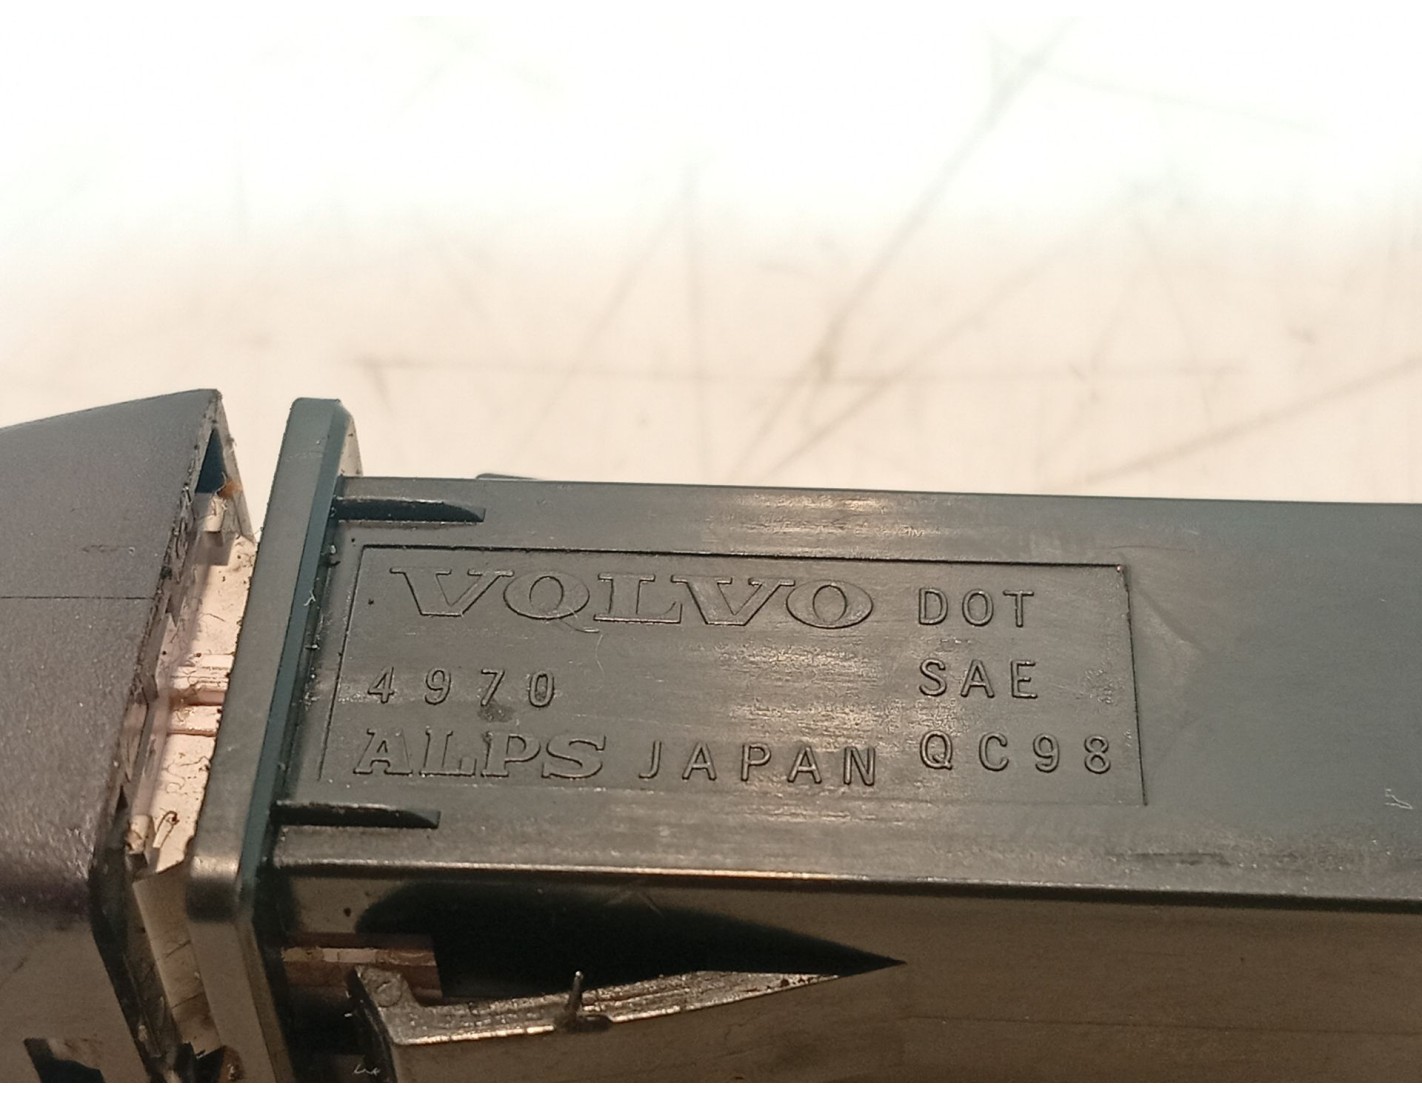 VOLVO DOT
4970 SAE
ALPS JAPAN QC98